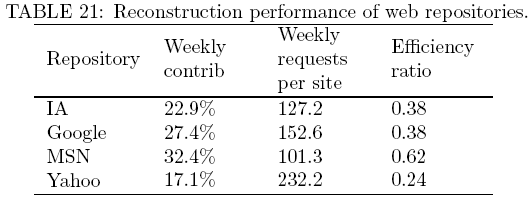 TABLE 21: Reconstruction performance of web repositories.
Repository Weekly contrib Weekly requests per site Efficiency ratio
IA 22.9% 127.2 0.38
Google 27.4% 152.6 0.38
MSN 32.4% 101.3 0.62
Yahoo 17.1% 232.2 0.24